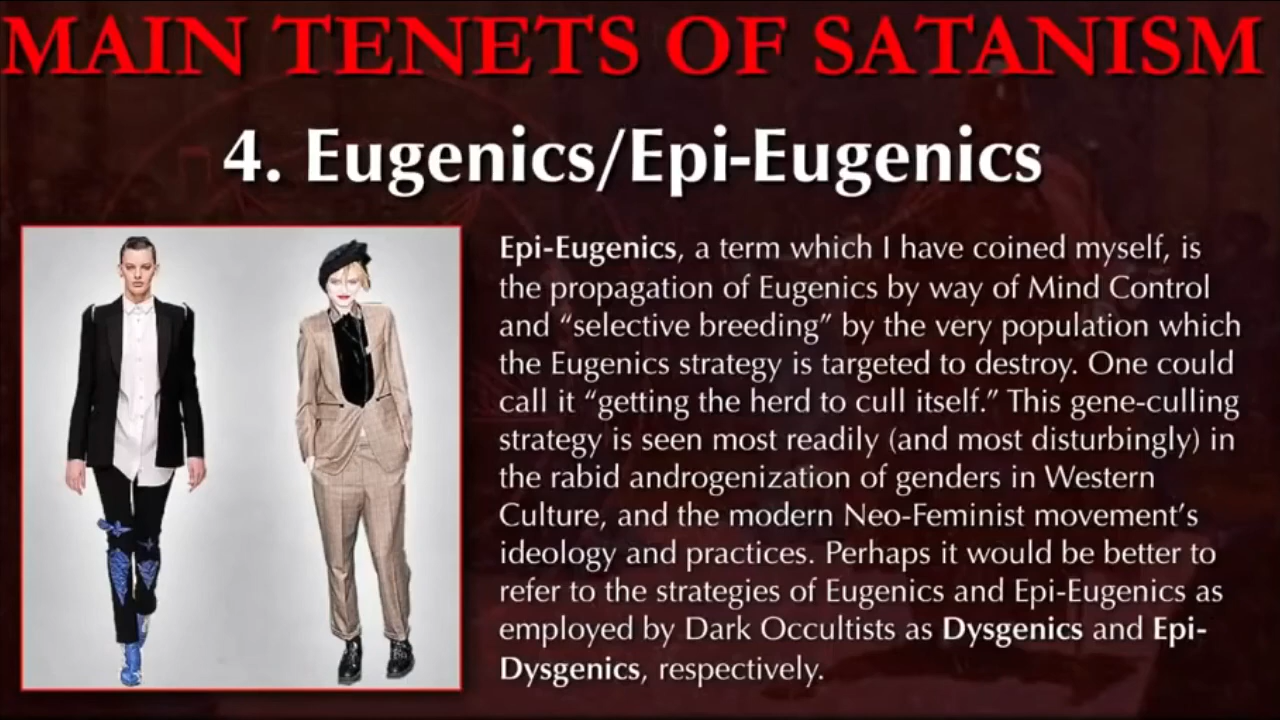 MAIN TENETS OF SATANISM
4. Eugenics/Epi-Eugenics
Epi-Eugenics, a term which I have coined myself, is
the propagation of Eugenics by way of Mind Control
and “selective breeding” by the very population which
the Eugenics strategy is targeted to destroy. One could
call it “getting the herd to cull itself.” This gene-culling
strategy is seen most readily (and most disturbingly) in
the rabid androgenization of genders in Western
Culture, and the modern Neo-Feminist movement’s
ideology and practices. Perhaps it would be better to
refer to the strategies of Eugenics and Epi-Eugenics as
employed by Dark Occultists as Dysgenics and Epi-
Dysgenics, respectively.